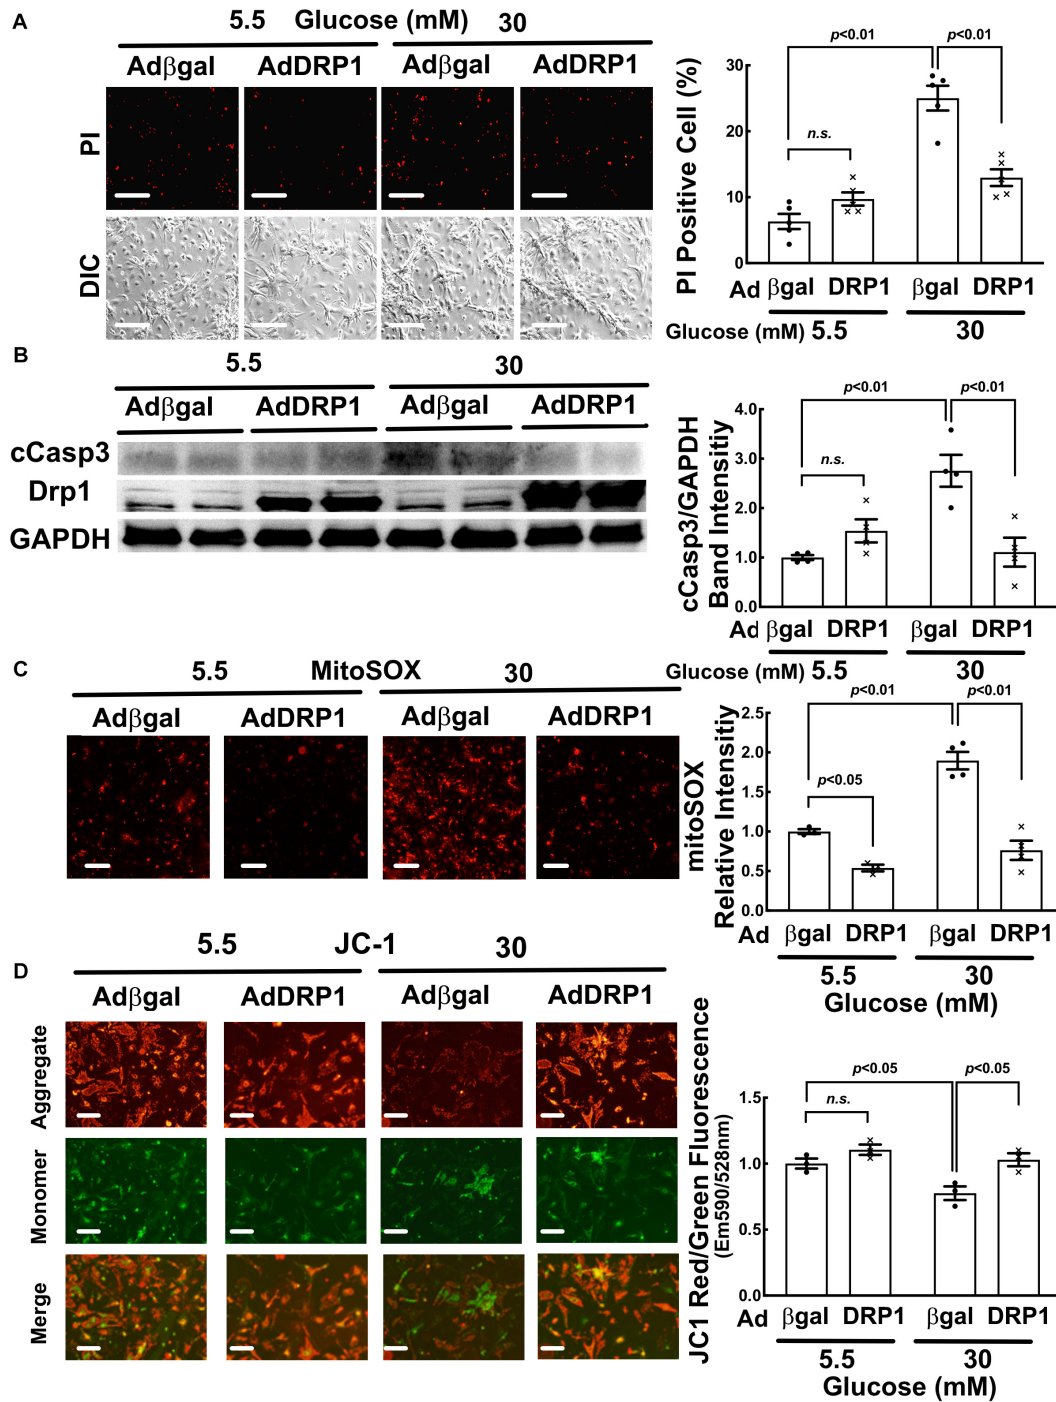 A
5.5 Glucose (mM) 30
Adβgal AdDRP1 Adβgal AdDRP1
PI
DIC
PI Positive Cell (%)
p<0.01 p<0.01
n.s.
30
20
10
0
Ad βgal DRP1 βgal DRP1
Glucose (mM) 5.5 30
B
5.5 30
Adβgal AdDRP1 Adβgal AdDRP1
cCasp3
Drp1
GAPDH
cCasp3/GAPDH
Band Intensitiy
p<0.01 p<0.01
n.s.
4.0
3.0
2.0
1.0
0.0
Ad βgal DRP1 βgal DRP1
Glucose (mM) 5.5 30
C
5.5 MitoSOX 30
Adβgal AdDRP1 Adβgal AdDRP1
mitoSOX
Relative Intensitiy
p<0.01 p<0.01
p<0.05
2.5
2.0
1.5
1.0
0.5
0.0
Ad βgal DRP1 βgal DRP1
5.5 30
Glucose (mM)
D
5.5 JC-1 30
Adβgal AdDRP1 Adβgal AdDRP1
Aggregate
Monomer
Merge
JC1 Red/Green Fluorescence
(Em590/528nm)
p<0.05 p<0.05
n.s.
1.5
1.0
0.5
0.0
Ad βgal DRP1 βgal DRP1
5.5 30
Glucose (mM)